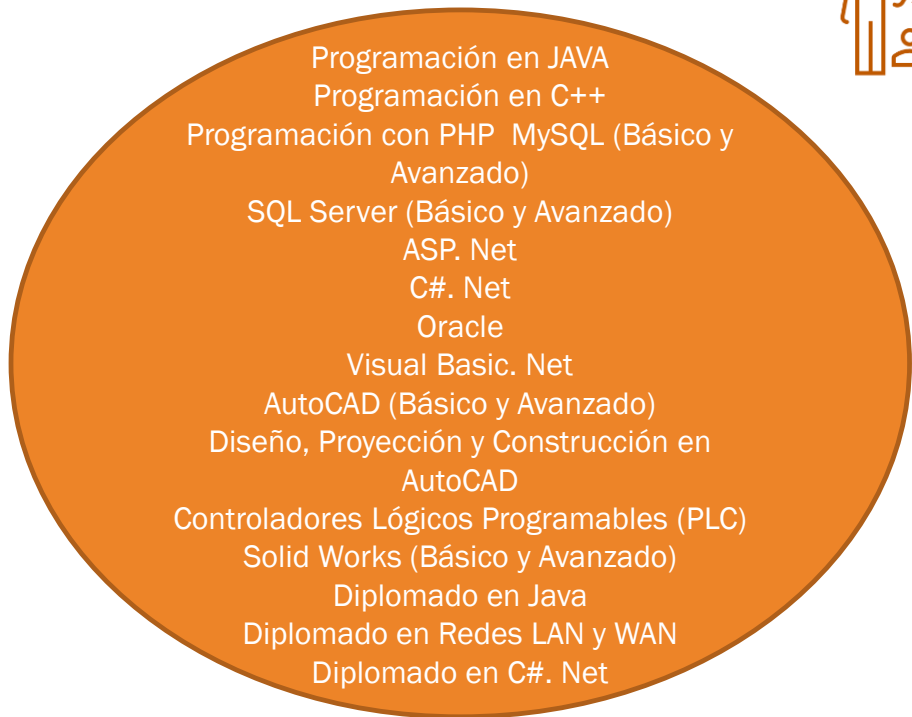 Programación en JAVA
Programación en C++
Programación con PHP  MySQL (Básico y
Avanzado)
SQL Server (Básico y Avanzado)
ASP. Net
C#. Net
Oracle
Visual Basic. Net
AutoCAD (Básico y Avanzado)
Diseño, Proyección y Construcción en
AutoCAD
Controladores Lógicos Programables (PLC)
Solid Works (Básico y Avanzado)
Diplomado en Java
Diplomado en Redes LAN y WAN
Diplomado en C#. Net